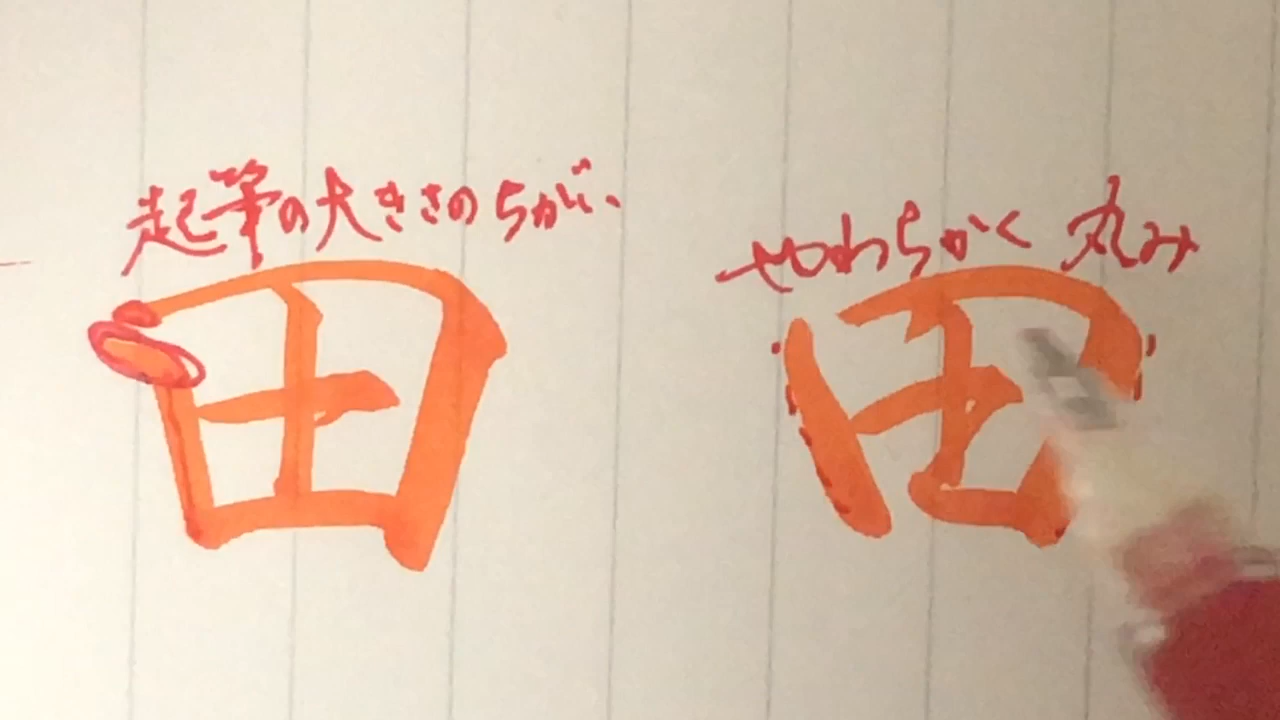 起筆の大きさのちがい
やわらかく 丸み
田 田